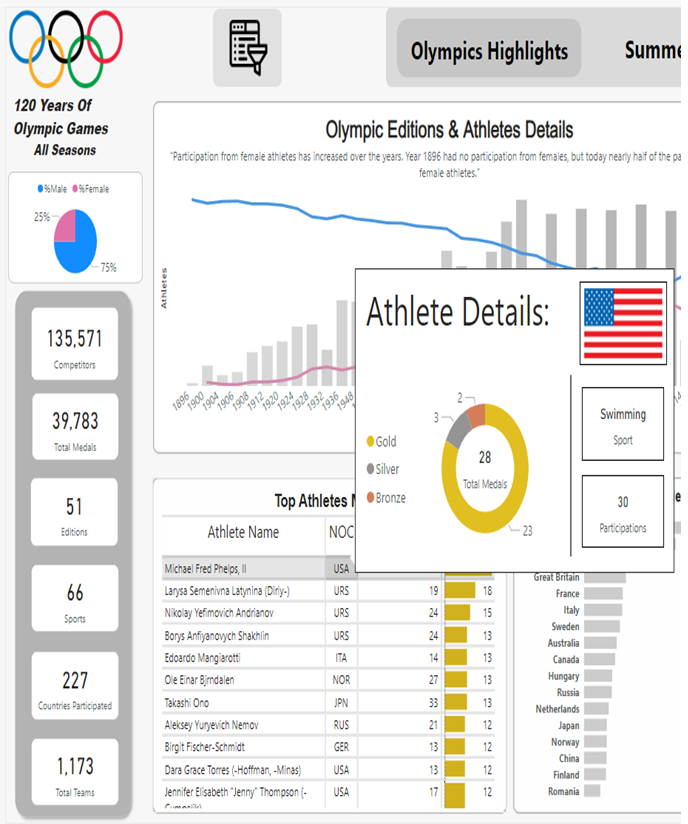 120 Years Of
Olympic Games
All Seasons
Olympics Highlights
Summe
%Male %Female
25%
75%
135,571
Competitors
39,783
Total Medals
51
Editions
66
Sports
227
Countries Participated
1,173
Total Teams
Olympic Editions & Athletes Details
"Participation from female athletes has increased over the years. Year 1896 had no participation from females, but today nearly half of the pa
female athletes."
Athletes
1896 1900 1904 1906 1908 1912 1920 1924 1928 1932 1936 1948
Athlete Details:
Gold
Silver
Bronze
2
3
28
Total Medals
23
Swimming
Sport
30
Participations
Top Athletes
Athlete Name NOC
Michael Fred Phelps, II USA
Larysa Semenivna Latynina (Diriy-) URS 19 18
Nikolay Yefimovich Andrianov URS 24 15
Borys Anfiyanovych Shakhlin URS 24 13
Edoardo Mangiarotti ITA 14 13
Ole Einar Bjrndalen NOR 27 13
Takashi Ono JPN 33 13
Aleksey Yuryevich Nemov RUS 21 12
Birgit Fischer-Schmidt GER 13 12
Dara Grace Torres (-Hoffman, -Minas) USA 13 12
Jennifer Elisabeth "Jenny" Thompson (- USA 17 12
Great Britain
France
Italy
Sweden
Australia
Canada
Hungary
Russia
Netherlands
Japan
Norway
China
Finland
Romania